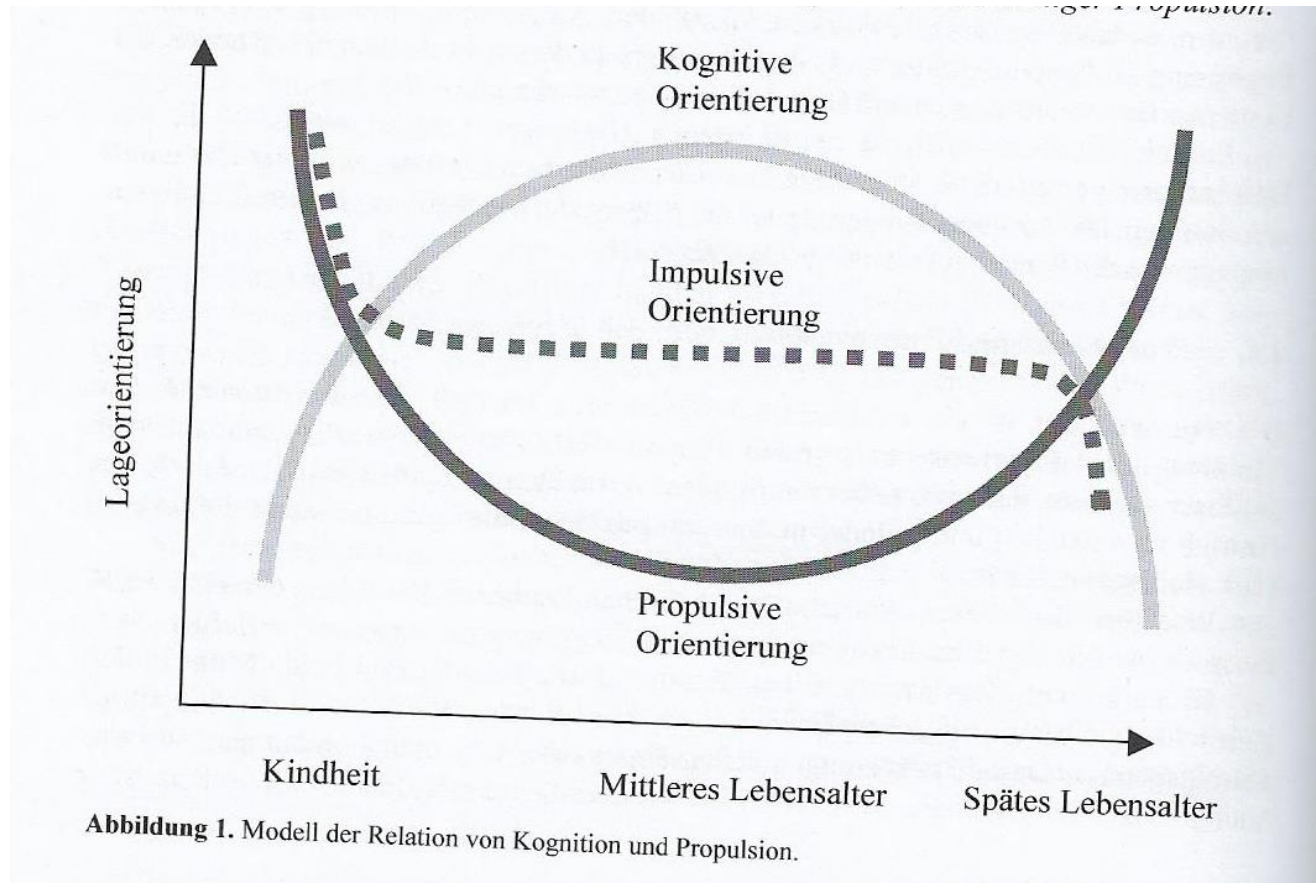 Propulsion.
Kognitive
Orientierung
Impulsive
Orientierung
Lageorientierung
Propulsive
Orientierung
Kindheit
Mittleres Lebensalter
Spätes Lebensalter
Abbildung 1. Modell der Relation von Kognition und Propulsion.